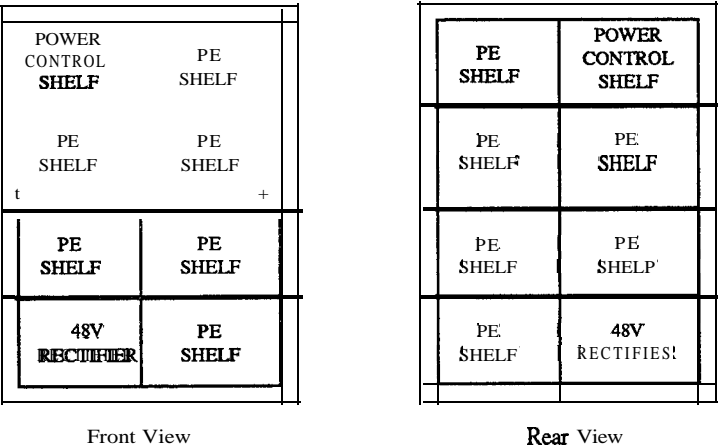 POWER
CONTROL
SHELF
PE
SHELF
PE
SHELF
PE
SHELF
t +
PE
SHELF
PE
SHELF
48V
RECTIFIER
PE
SHELF
Front View
PE
SHELF
POWER
CONTROL
SHELF
PE
SHELF
PE
SHELF
PE
SHELF
PE
SHELP
PE
SHELF
48V
RECTIFIES!
Rear View